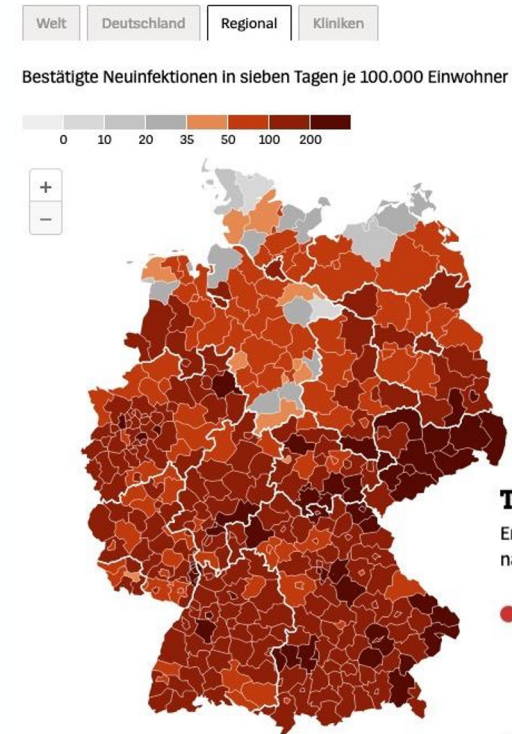 Welt
Deutschland
Regional
Kliniken
Bestätigte Neuinfektionen in sieben Tagen je 100.000 Einwohner
0 10 20 35 50 100 200
+
−
T